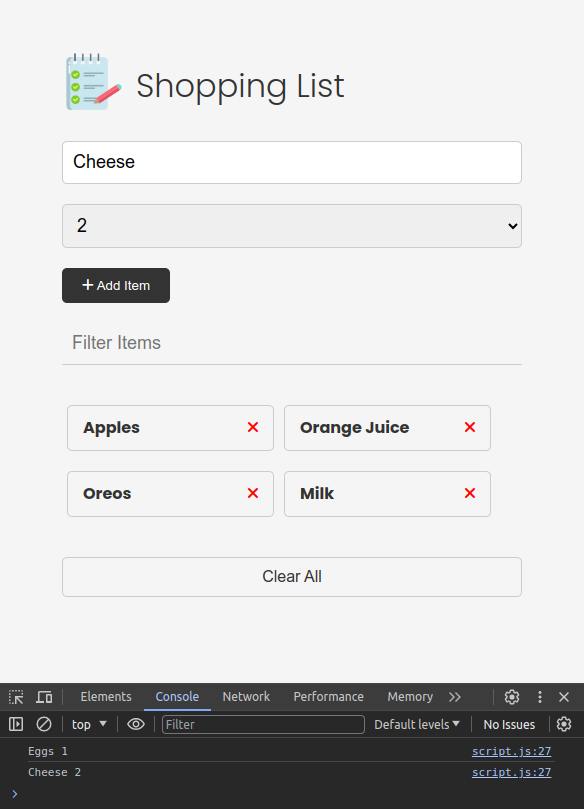 Shopping List
Cheese
2
+ Add Item
Filter Items
Apples Orange Juice
Oreos Milk
Clear All
Elements Console Network Performance Memory
top Filter Default levels No Issues
Eggs 1 script.js:27
Cheese 2 script.js:27